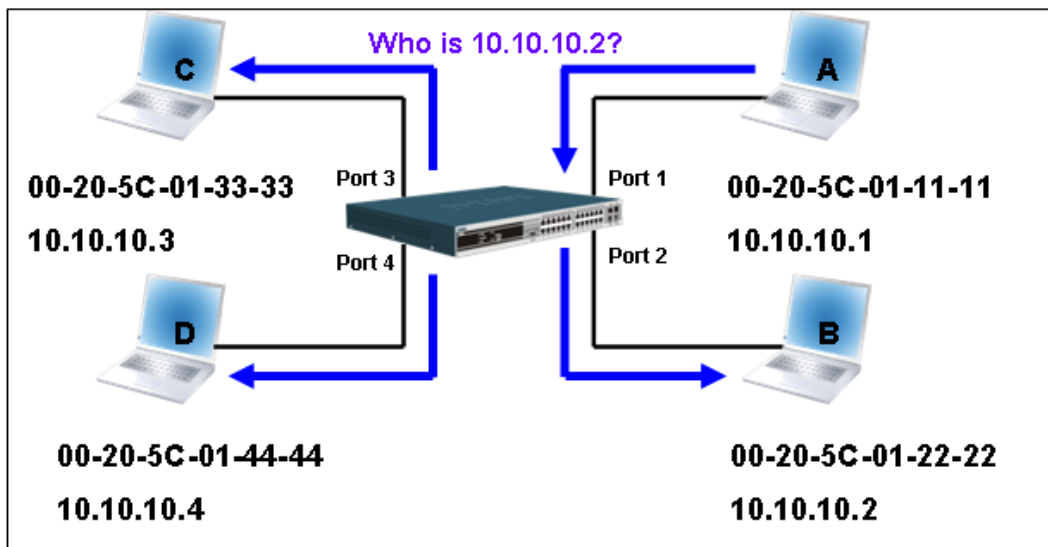 Who is 10.10.10.2?
C
A
Port 3
Port 1
00-20-5C-01-33-33
00-20-5C-01-11-11
10.10.10.3
10.10.10.1
Port 4
Port 2
D
B
00-20-5C-01-44-44
00-20-5C-01-22-22
10.10.10.4
10.10.10.2